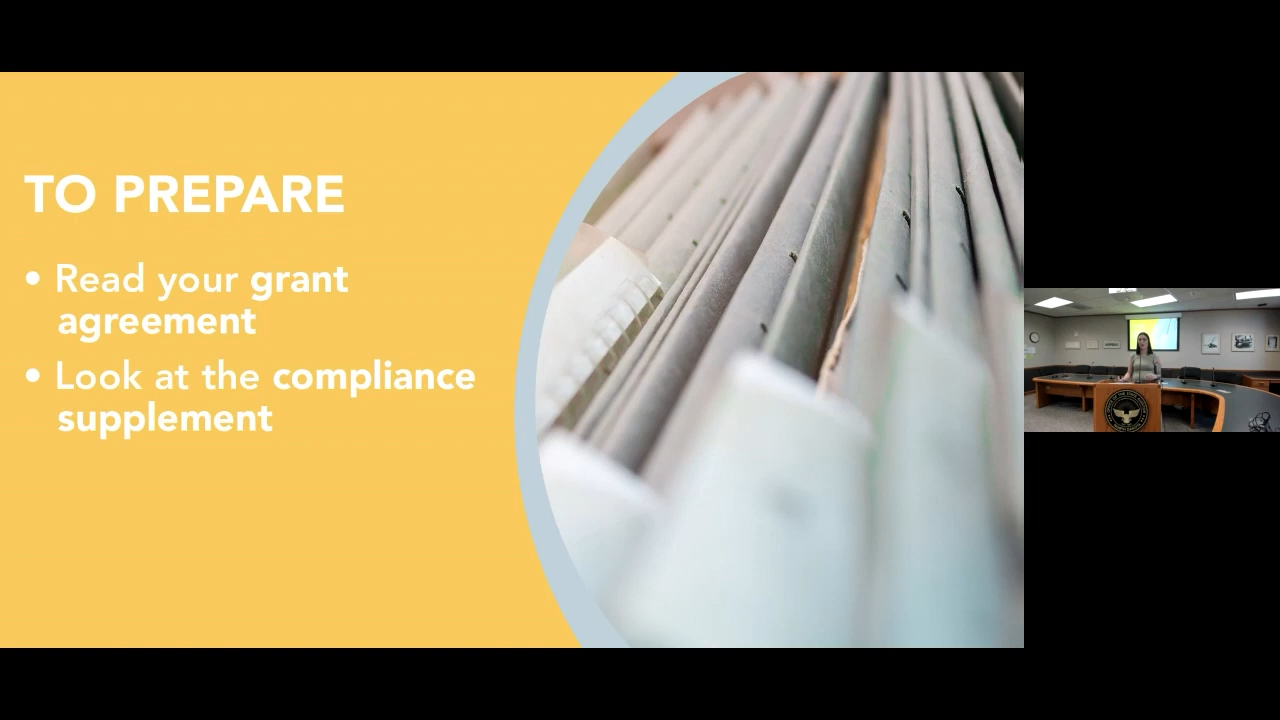 TO PREPARE
• Read your grant
agreement
• Look at the compliance
supplement